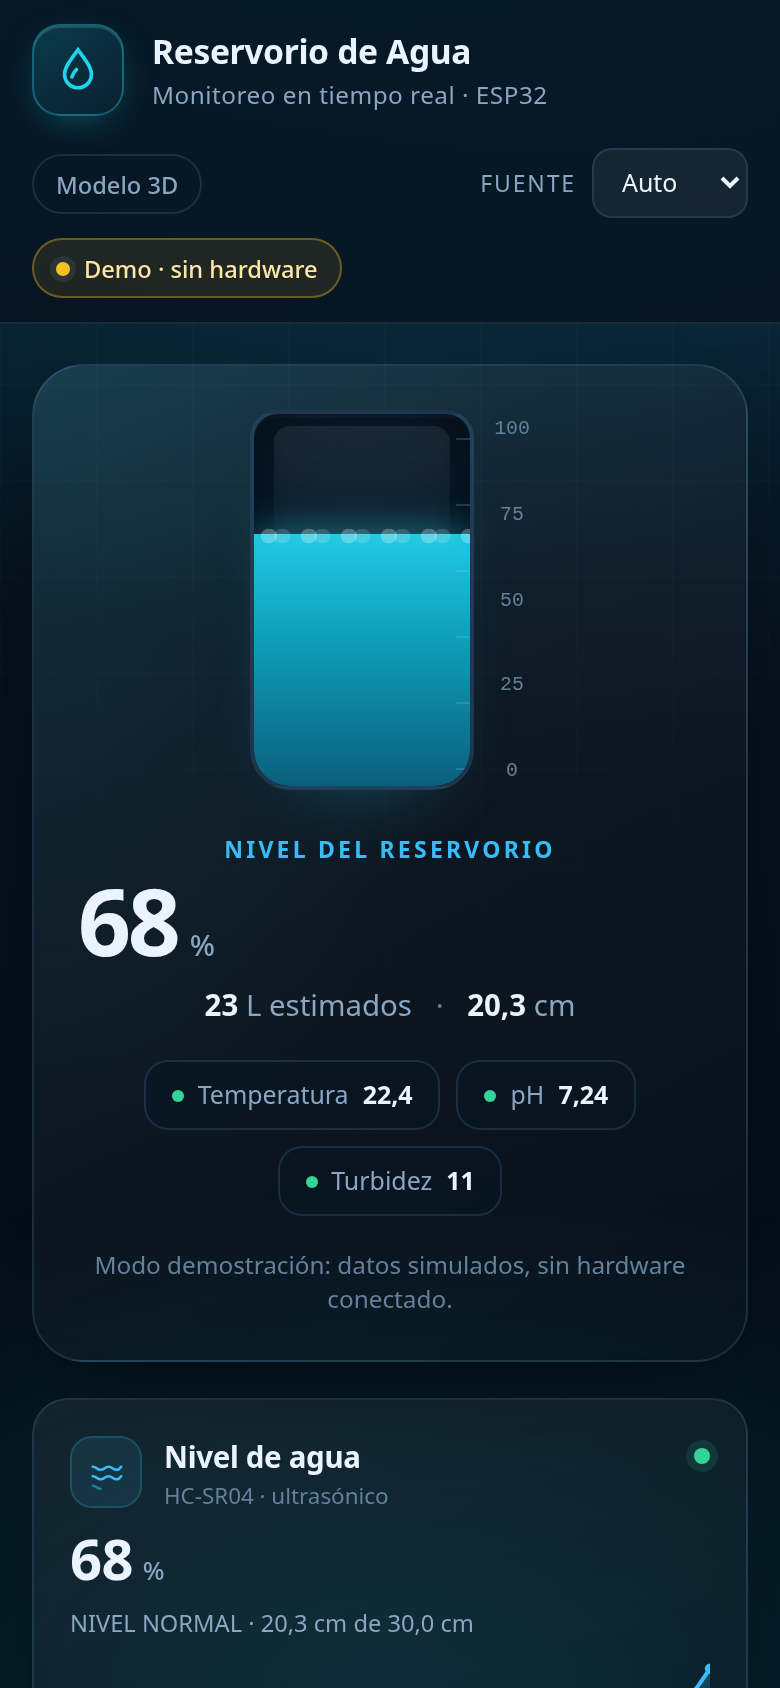 Reservorio de Agua
Monitoreo en tiempo real · ESP32
Modelo 3D
FUENTE
Auto
Demo · sin hardware
100
75
50
25
0
NIVEL DEL RESERVORIO
68 %
23 L estimados · 20,3 cm
Temperatura 22,4
pH 7,24
Turbidez 11
Modo demostración: datos simulados, sin hardware
conectado.
Nivel de agua
HC-SR04 · ultrasónico
68 %
NIVEL NORMAL · 20,3 cm de 30,0 cm